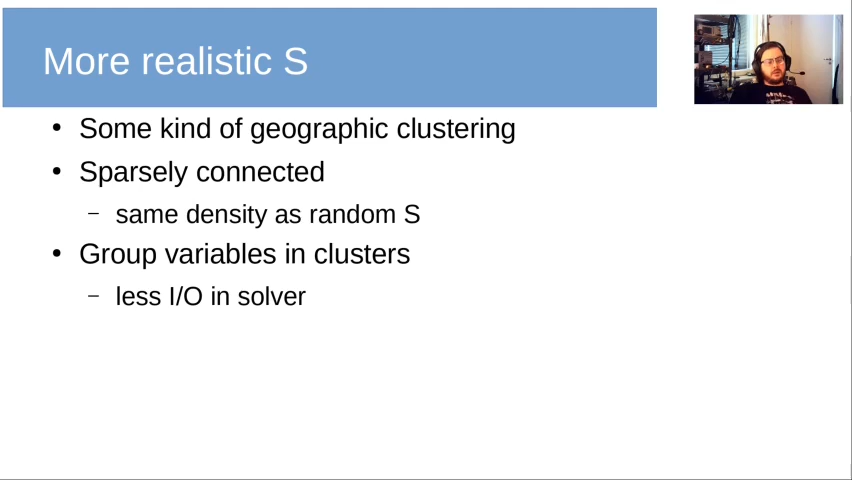 More realistic S
• Some kind of geographic clustering
• Sparsely connected
– same density as random S
• Group variables in clusters
– less I/O in solver